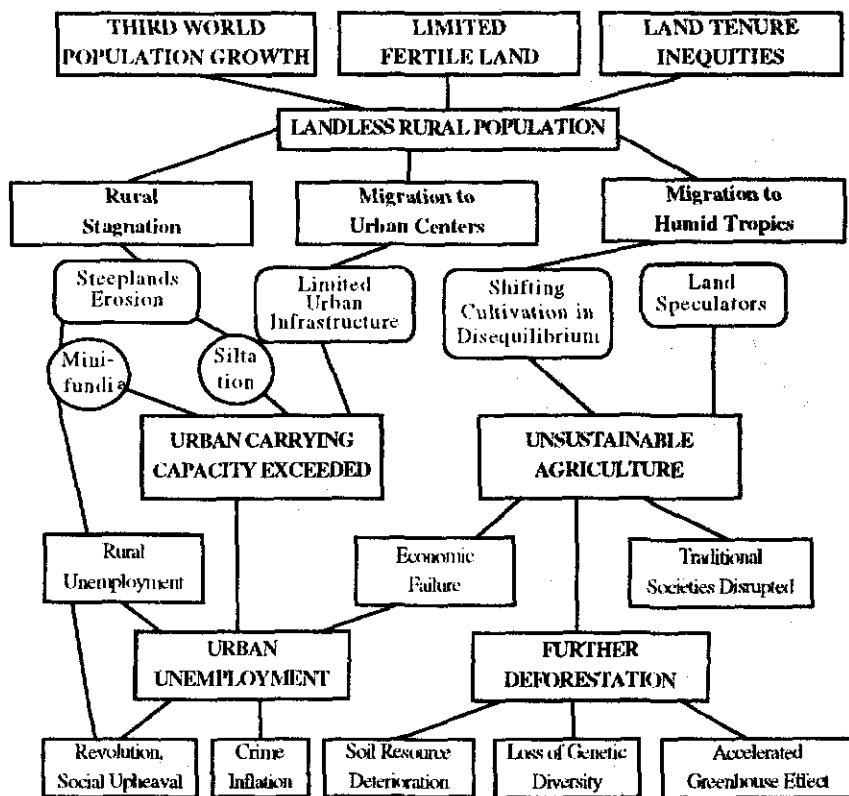 THIRD WORLD
POPULATION GROWTH
LIMITED
FERTILE LAND
LAND TENURE
INEQUITIES
LANDLESS RURAL POPULATION
Rural
Stagnation
Migration to
Urban Centers
Migration to
Humid Tropics
Steeplands
Erosion
Limited
Urban
Infrastructure
Shifting
Cultivation in
Disequilibrium
Land
Speculators
Mini-
fundia
Silta
tion
URBAN CARRYING
CAPACITY EXCEEDED
UNSUSTAINABLE
AGRICULTURE
Rural
Unemployment
Economic
Failure
Traditional
Societies Disrupted
URBAN
UNEMPLOYMENT
FURTHER
DEFORESTATION
Revolution,
Social Upheaval
Crime
Inflation
Soil Resource
Deterioration
Loss of Genetic
Diversity
Accelerated
Greenhouse Effect